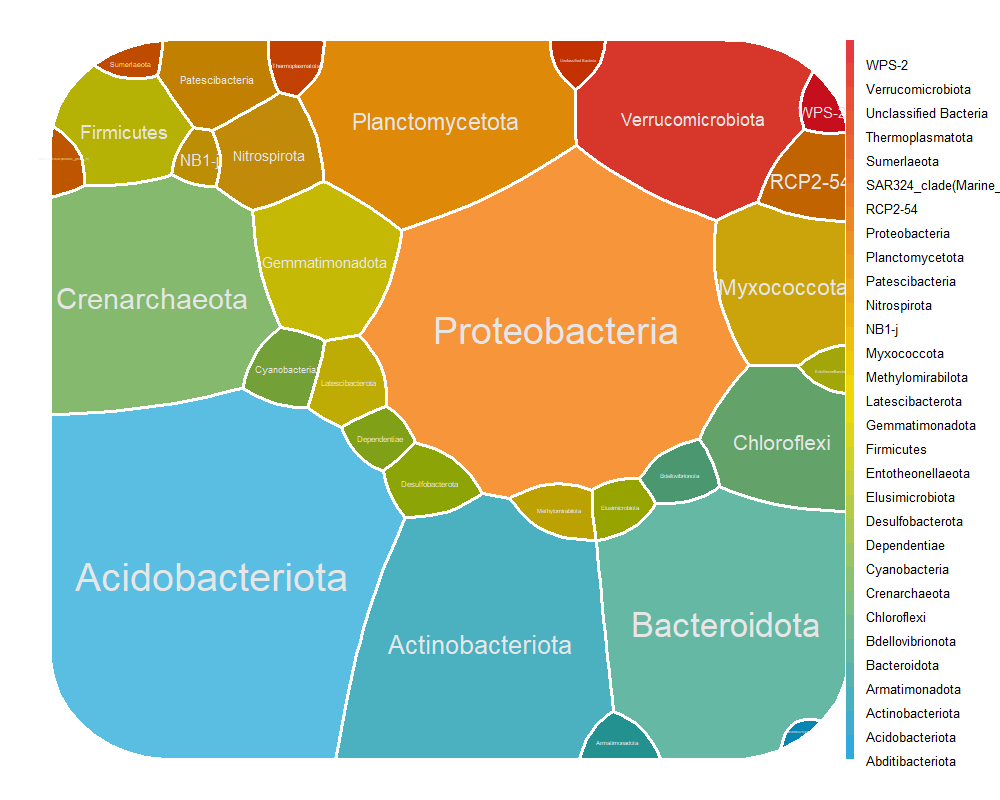 Sumerlaeota
Patescibacteria
Thermoplasmatota
Unclassified Bacteria
Firmicutes
Planctomycetota
Verrucomicrobiota
WPS-2
NB1-j
Nitrospirota
RCP2-54
Gemmatimonadota
Myxococcota
Crenarchaeota
Proteobacteria
Cyanobacteria
Latescibacterota
Entotheonellaeota
Dependentiae
Chloroflexi
Desulfobacterota
Bdellovibrionota
Methylomirabilota
Elusimicrobiota
Acidobacteriota
Actinobacteriota
Bacteroidota
Armatimonadota
WPS-2
Verrucomicrobiota
Unclassified Bacteria
Thermoplasmatota
Sumerlaeota
SAR324_clade(Marine_
RCP2-54
Proteobacteria
Planctomycetota
Patescibacteria
Nitrospirota
NB1-j
Myxococcota
Methylomirabilota
Latescibacterota
Gemmatimonadota
Firmicutes
Entotheonellaeota
Elusimicrobiota
Desulfobacterota
Dependentiae
Cyanobacteria
Crenarchaeota
Chloroflexi
Bdellovibrionota
Bacteroidota
Armatimonadota
Actinobacteriota
Acidobacteriota
Abditibacteriota